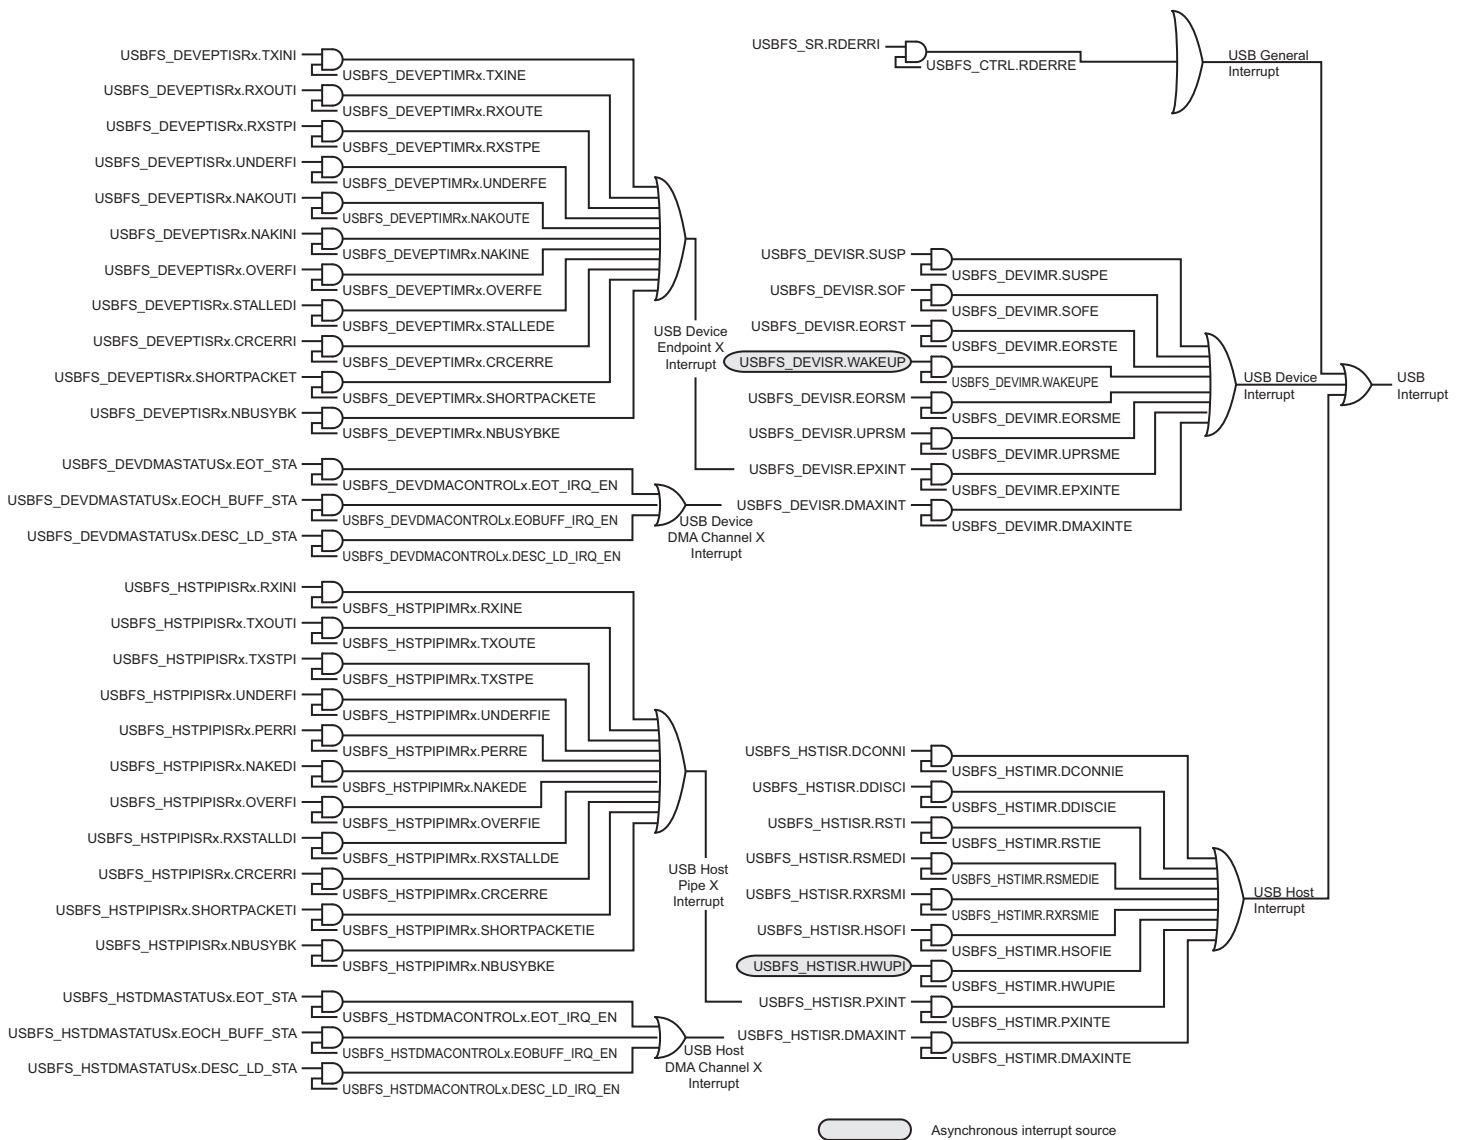 USBFS_DEVEPTISRx.TXINI
USBFS_DEVEPTIMRx.TXINE
USBFS_DEVEPTISRx.RXOUTI
USBFS_DEVEPTIMRx.RXOUTE
USBFS_DEVEPTISRx.RXSTPI
USBFS_DEVEPTIMRx.RXSTPE
USBFS_DEVEPTISRx.UNDERFI
USBFS_DEVEPTIMRx.UNDERFE
USBFS_DEVEPTISRx.NAKOUTI
USBFS_DEVEPTIMRx.NAKOUTE
USBFS_DEVEPTISRx.NAKINI
USBFS_DEVEPTIMRx.NAKINE
USBFS_DEVEPTISRx.OVERFI
USBFS_DEVEPTIMRx.OVERFE
USBFS_DEVEPTISRx.STALLEDI
USBFS_DEVEPTIMRx.STALLEDE
USBFS_DEVEPTISRx.CRCERRI
USBFS_DEVEPTIMRx.CRCERRE
USBFS_DEVEPTISRx.SHORTPACKET
USBFS_DEVEPTIMRx.SHORTPACKETE
USBFS_DEVEPTISRx.NBUSYBK
USBFS_DEVEPTIMRx.NBUSYBKE
USB Device
Endpoint X
Interrupt
USBFS_DEVDMASTATUSx.EOT_STA
USBFS_DEVDMACONTROLx.EOT_IRQ_EN
USBFS_DEVDMASTATUSx.EOCH_BUFF_STA
USBFS_DEVDMACONTROLx.EOBUFF_IRQ_EN
USBFS_DEVDMASTATUSx.DESC_LD_STA
USBFS_DEVDMACONTROLx.DESC_LD_IRQ_EN
USB Device
DMA Channel X
Interrupt
USBFS_HSTPIPISRx.RXINI
USBFS_HSTPIPIMRx.RXINE
USBFS_HSTPIPISRx.TXOUTI
USBFS_HSTPIPIMRx.TXOUTE
USBFS_HSTPIPISRx.TXSTPI
USBFS_HSTPIPIMRx.TXSTPE
USBFS_HSTPIPISRx.UNDERFI
USBFS_HSTPIPIMRx.UNDERFIE
USBFS_HSTPIPISRx.PERRI
USBFS_HSTPIPIMRx.PERRE
USBFS_HSTPIPISRx.NAKEDI
USBFS_HSTPIPIMRx.NAKEDE
USBFS_HSTPIPISRx.OVERFI
USBFS_HSTPIPIMRx.OVERFIE
USBFS_HSTPIPISRx.RXSTALLDI
USBFS_HSTPIPIMRx.RXSTALLDE
USBFS_HSTPIPISRx.CRCERRI
USBFS_HSTPIPIMRx.CRCERRE
USBFS_HSTPIPISRx.SHORTPACKETI
USBFS_HSTPIPIMRx.SHORTPACKETIE
USBFS_HSTPIPISRx.NBUSYBK
USBFS_HSTPIPIMRx.NBUSYBKE
USB Host
Pipe X
Interrupt
USBFS_HSTDMASTATUSx.EOT_STA
USBFS_HSTDMACONTROLx.EOT_IRQ_EN
USBFS_HSTDMASTATUSx.EOCH_BUFF_STA
USBFS_HSTDMACONTROLx.EOBUFF_IRQ_EN
USBFS_HSTDMASTATUSx.DESC_LD_STA
USBFS_HSTDMACONTROLx.DESC_LD_IRQ_EN
USB Host
DMA Channel X
Interrupt
USBFS_SR.RDERRI
USBFS_CTRL.RDERRE
USB General
Interrupt
USBFS_DEVISR.SUSP
USBFS_DEVIMR.SUSPE
USBFS_DEVISR.SOF
USBFS_DEVIMR.SOFE
USBFS_DEVISR.EORST
USBFS_DEVIMR.EORSTE
USBFS_DEVISR.WAKEUP
USBFS_DEVIMR.WAKEUPE
USBFS_DEVISR.EORSM
USBFS_DEVIMR.EORSME
USBFS_DEVISR.UPRSM
USBFS_DEVIMR.UPRSME
USBFS_DEVISR.EPXINT
USBFS_DEVIMR.EPXINTE
USBFS_DEVISR.DMAXINT
USBFS_DEVIMR.DMAXINTE
USB Device
Interrupt
USB
Interrupt
USBFS_HSTISR.DCONNI
USBFS_HSTIMR.DCONNIE
USBFS_HSTISR.DDISCI
USBFS_HSTIMR.DDISCIE
USBFS_HSTISR.RSTI
USBFS_HSTIMR.RSTIE
USBFS_HSTISR.RSMEDI
USBFS_HSTIMR.RSMEDIE
USBFS_HSTISR.RXRSMI
USBFS_HSTIMR.RXRSMIE
USBFS_HSTISR.HSOFI
USBFS_HSTIMR.HSOFIE
USBFS_HSTISR.HWUPI
USBFS_HSTIMR.HWUPIE
USBFS_HSTISR.PXINT
USBFS_HSTIMR.PXINTE
USBFS_HSTISR.DMAXINT
USBFS_HSTIMR.DMAXINTE
USB Host
Interrupt
Asynchronous interrupt source